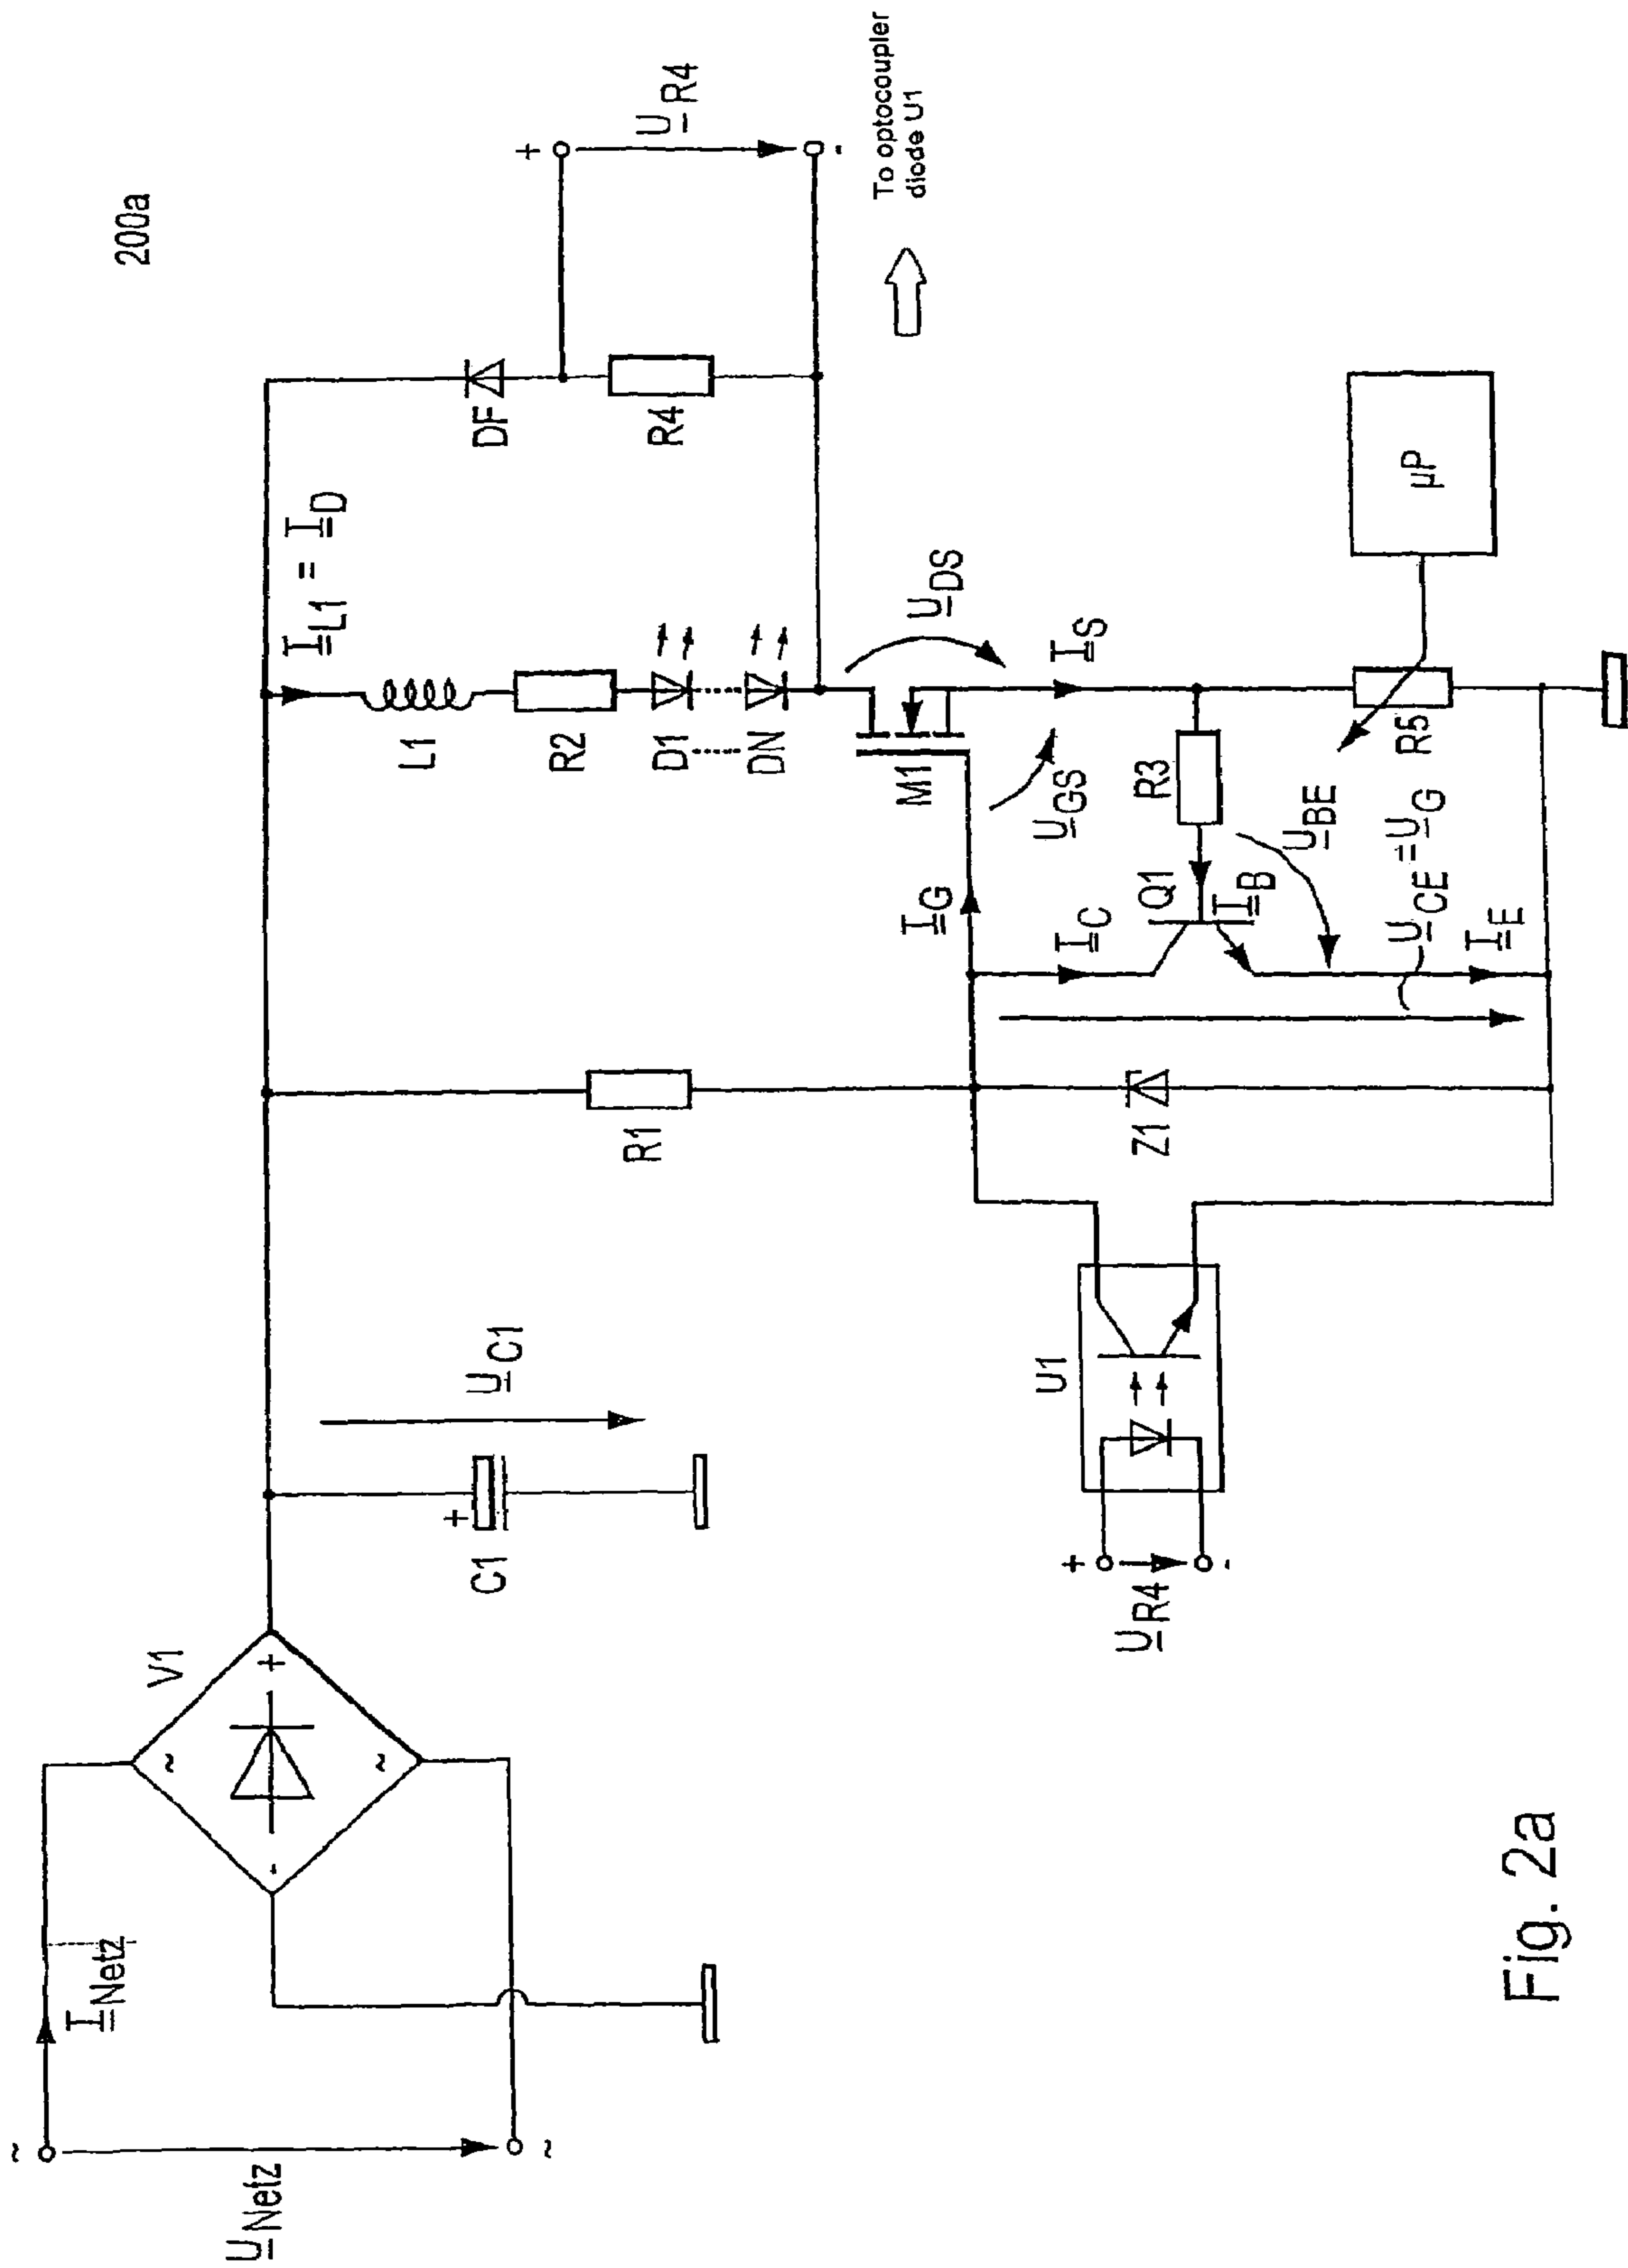 200a
~
I_Netz
U_Netz
~
V1
~
-
+
~
+
C1
U_C1
R1
I_L1 = I_D
L1
R2
D1
DN
DF
R4
+
U_R4
-
To optocoupler
diode U1
U1
+
U_R4
-
Z1
I_G
M1
U_DS
U_GS
I_S
I_C
Q1
R3
I_B
U_BE
U_CE=U_G
I_E
R5
µP
Fig. 2a